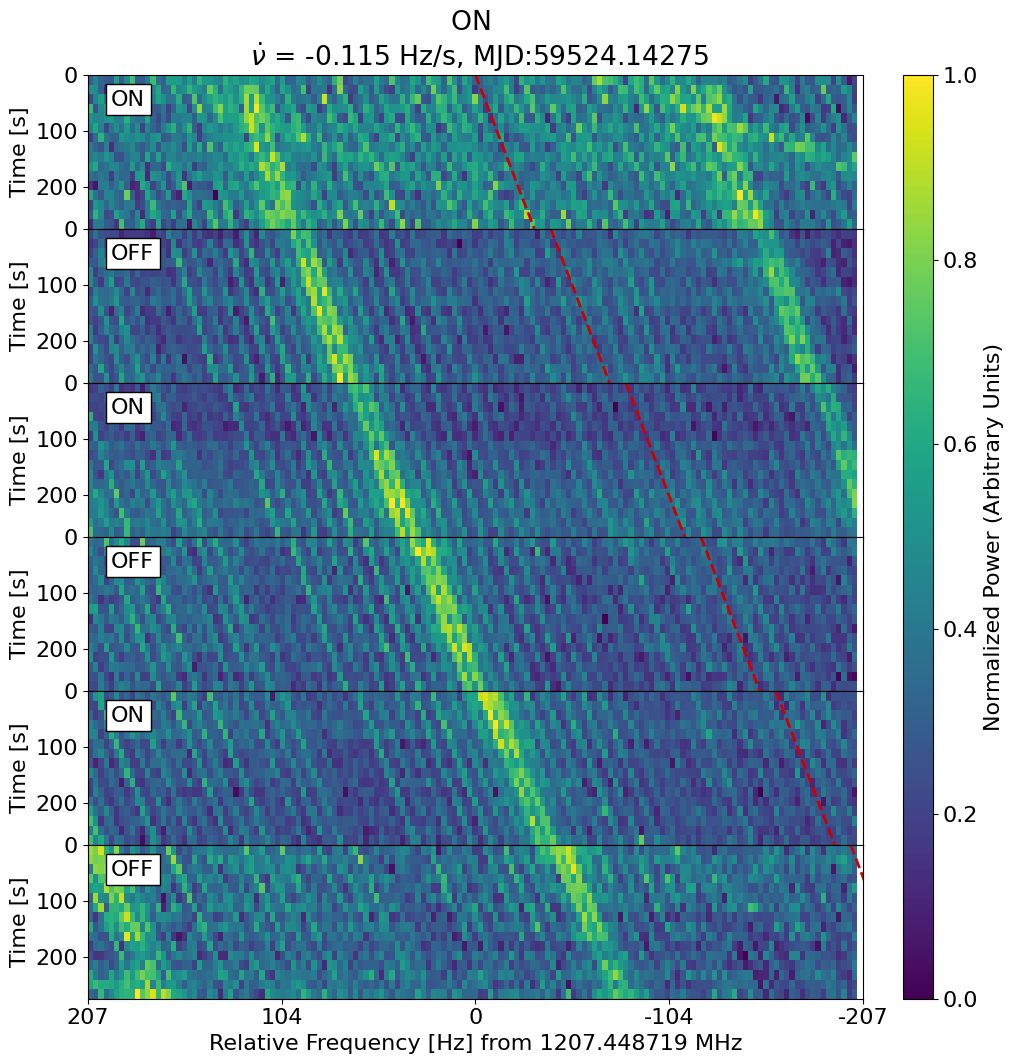 ON
ν̇ = -0.115 Hz/s, MJD:59524.14275
0
100
200
Time [s]
ON
0
100
200
Time [s]
OFF
0
100
200
Time [s]
ON
0
100
200
Time [s]
OFF
0
100
200
Time [s]
ON
0
100
200
Time [s]
OFF
207 104 0 -104 -207
Relative Frequency [Hz] from 1207.448719 MHz
1.0
0.8
0.6
0.4
0.2
0.0
Normalized Power (Arbitrary Units)